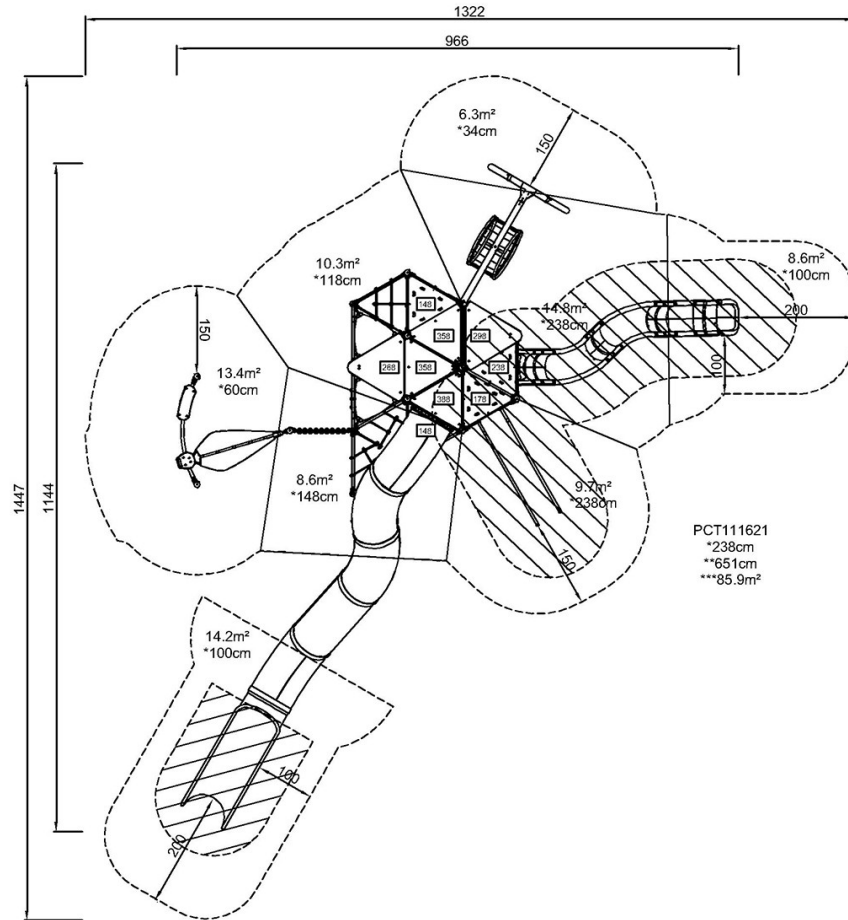 1322
966
6.3m²
*34cm
150
10.3m²
*118cm
8.6m²
*100cm
148
14.8m²
*238cm
200
150
358
298
13.4m²
*60cm
268
358
238
100
388
178
148
1447
1144
8.6m²
*148cm
9.7m²
*238cm
150
PCT111621
*238cm
**651cm
***85.9m²
14.2m²
*100cm
100
200